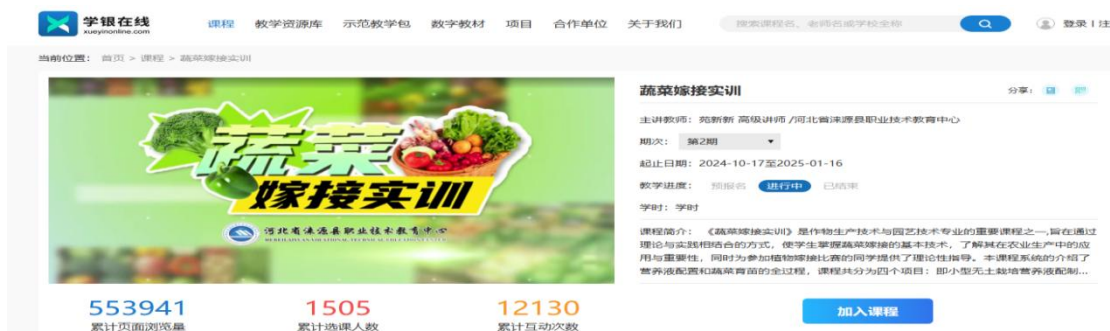 学银在线
xueyinonline.com
课程 教学资源库 示范教学包 数字教材 项目 合作单位 关于我们
搜索课程名、老师名或学校全称
登录 | 注
当前位置: 首页 > 课程 > 蔬菜嫁接实训
蔬菜
嫁接实训
河北省涞源县职业技术教育中心
蔬菜嫁接实训
分享:
主讲教师: 苑新新 高级讲师 /河北省涞源县职业技术教育中心
期次: 第2期
起止日期: 2024-10-17至2025-01-16
教学进度: 预报名 进行中 已结束
学时: 学时
课程简介: 《蔬菜嫁接实训》是作物生产技术与园艺技术专业的重要课程之一,旨在通过
理论与实践相结合的方式,使学生掌握蔬菜嫁接的基本技术,了解其在农业生产中的应
用与重要性,同时为参加植物嫁接比赛的同学提供了理论性指导。本课程系统的介绍了
营养液配置和蔬菜育苗的全过程,课程共分为四个项目:即小型无土栽培营养液配制...
553941
累计页面浏览量
1505
累计选课人数
12130
累计互动次数
加入课程